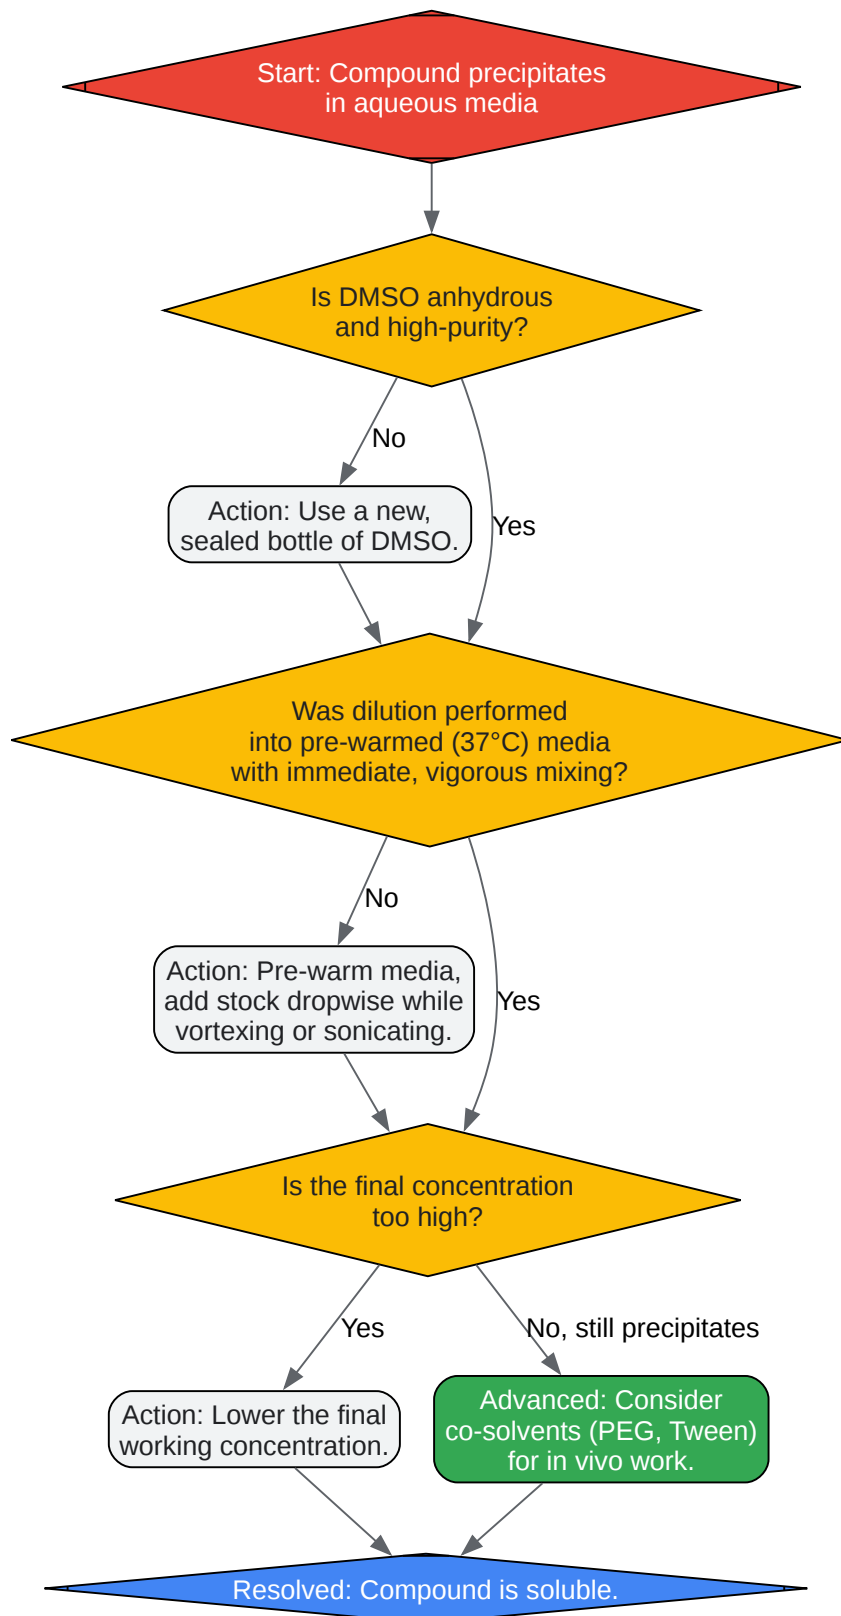 Start: Compound precipitates
in aqueous media
Is DMSO anhydrous
and high-purity?
No
Action: Use a new,
sealed bottle of DMSO.
Yes
Was dilution performed
into pre-warmed (37°C) media
with immediate, vigorous mixing?
No
Action: Pre-warm media,
add stock dropwise while
vortexing or sonicating.
Yes
Is the final concentration
too high?
Yes
No, still precipitates
Action: Lower the final
working concentration.
Advanced: Consider
co-solvents (PEG, Tween)
for in vivo work.
Resolved: Compound is soluble.